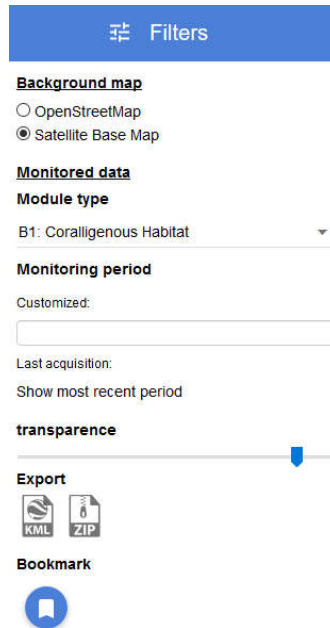 Filters
Background map
OpenStreetMap
Satellite Base Map
Monitored data
Module type
B1: Coralligenous Habitat
Monitoring period
Customized:
Last acquisition:
Show most recent period
transparence
Export
KML ZIP
Bookmark